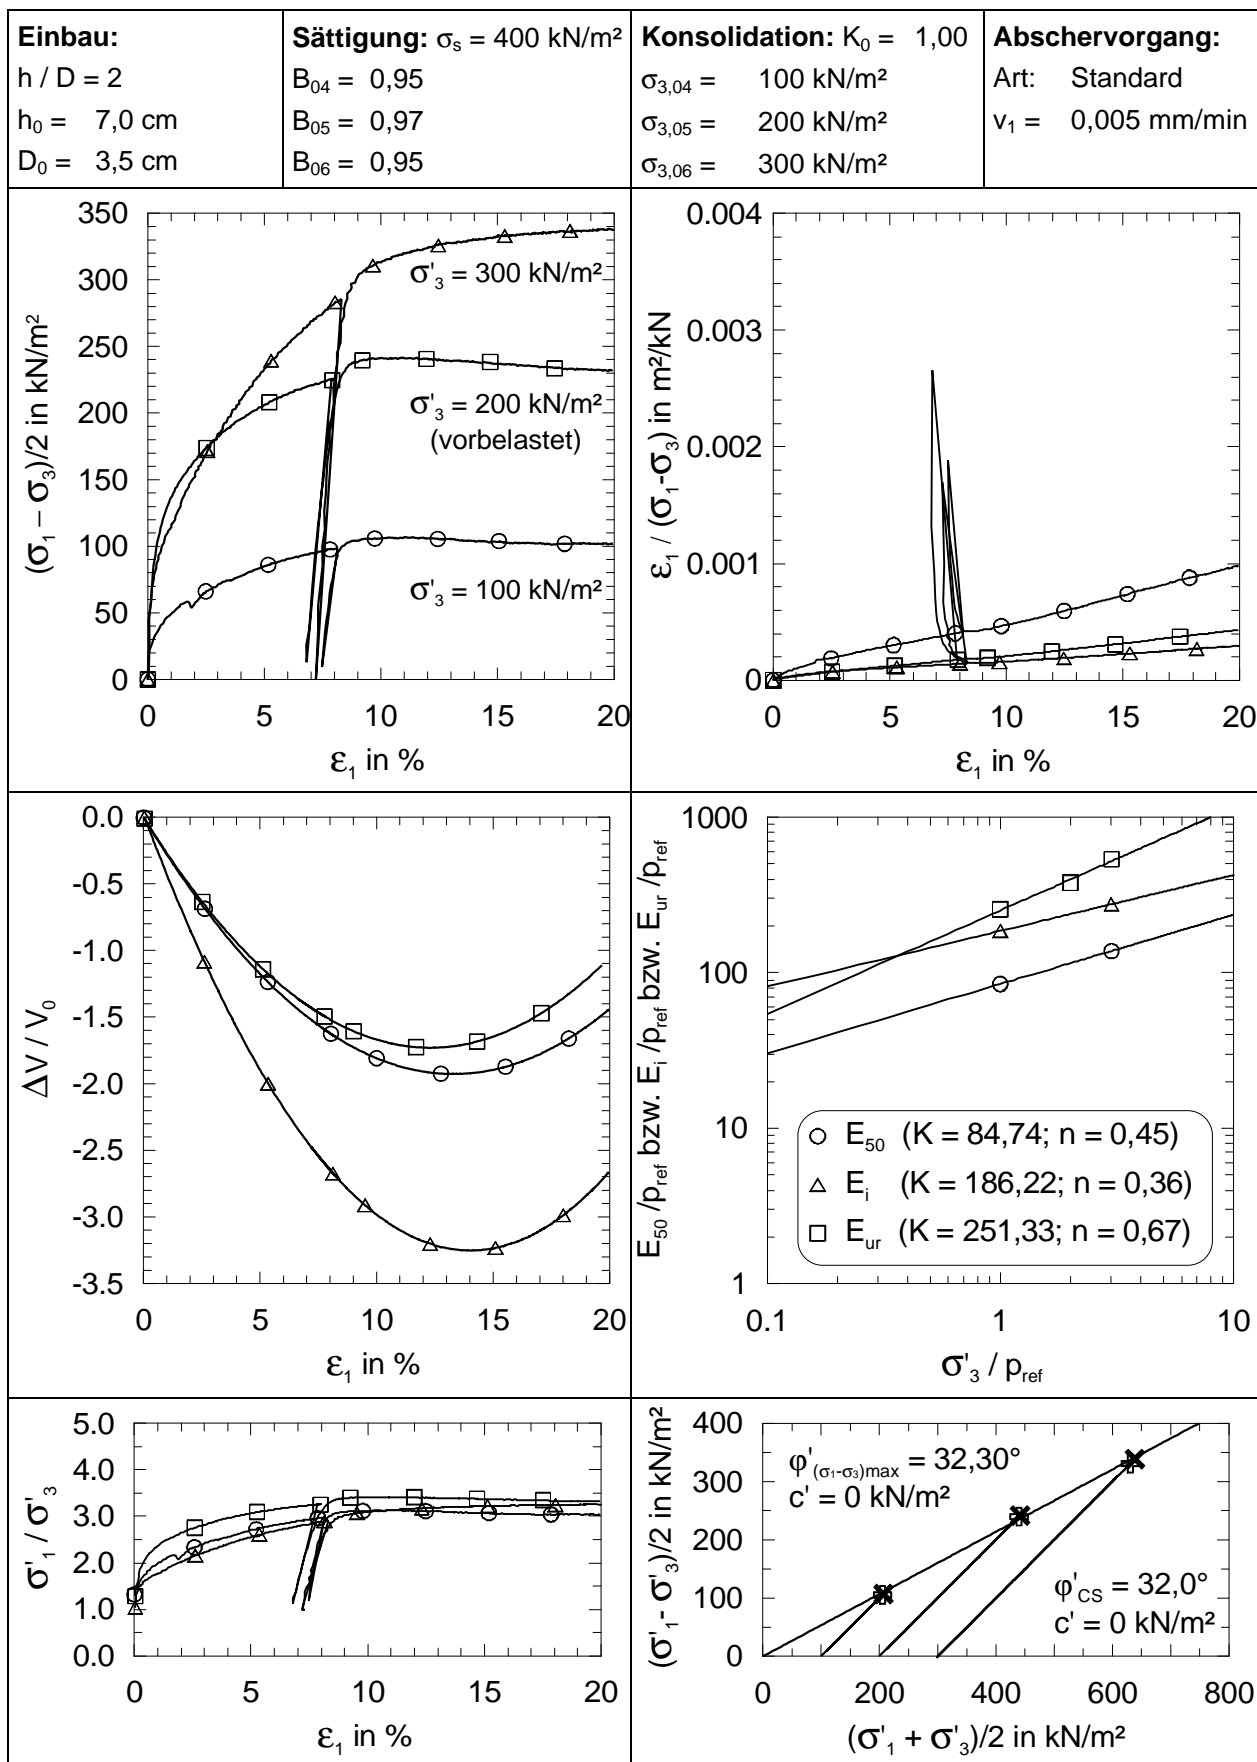 Einbau:
h / D = 2
h₀ = 7,0 cm
D₀ = 3,5 cm
Sättigung: σₛ = 400 kN/m²
B₀₄ = 0,95
B₀₅ = 0,97
B₀₆ = 0,95
Konsolidation: K₀ = 1,00
σ₃,₀₄ = 100 kN/m²
σ₃,₀₅ = 200 kN/m²
σ₃,₀₆ = 300 kN/m²
Abschervorgang:
Art: Standard
v₁ = 0,005 mm/min
(σ₁ – σ₃)/2 in kN/m²
350
300
250
200
150
100
50
0
σ'₃ = 300 kN/m²
σ'₃ = 200 kN/m²
(vorbelastet)
σ'₃ = 100 kN/m²
0 5 10 15 20
ε₁ in %
ε₁ / (σ₁-σ₃) in m²/kN
0.004
0.003
0.002
0.001
0
0 5 10 15 20
ε₁ in %
ΔV / V₀
0.0
-0.5
-1.0
-1.5
-2.0
-2.5
-3.0
-3.5
0 5 10 15 20
ε₁ in %
E₅₀ /p_ref bzw. E_i /p_ref bzw. E_ur /p_ref
1000
100
10
1
E₅₀ (K = 84,74; n = 0,45)
E_i (K = 186,22; n = 0,36)
E_ur (K = 251,33; n = 0,67)
0.1 1 10
σ'₃ / p_ref
σ'₁ / σ'₃
5.0
4.0
3.0
2.0
1.0
0.0
0 5 10 15 20
ε₁ in %
(σ'₁- σ'₃)/2 in kN/m²
400
300
200
100
0
φ'(σ₁-σ₃)max = 32,30°
c' = 0 kN/m²
φ'CS = 32,0°
c' = 0 kN/m²
0 200 400 600 800
(σ'₁ + σ'₃)/2 in kN/m²